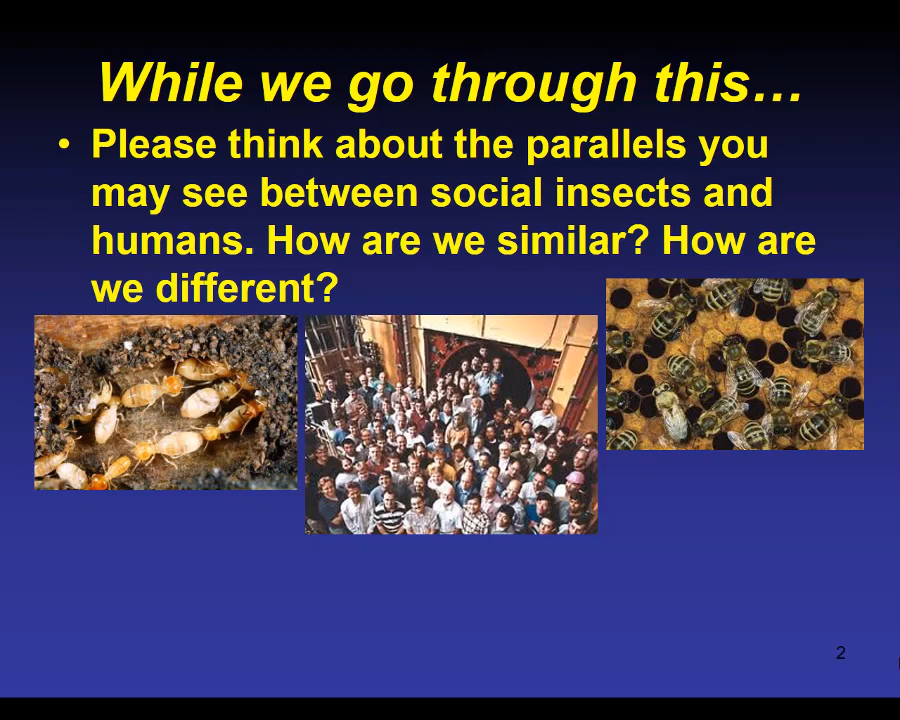 While we go through this…
• Please think about the parallels you
may see between social insects and
humans. How are we similar? How are
we different?
2